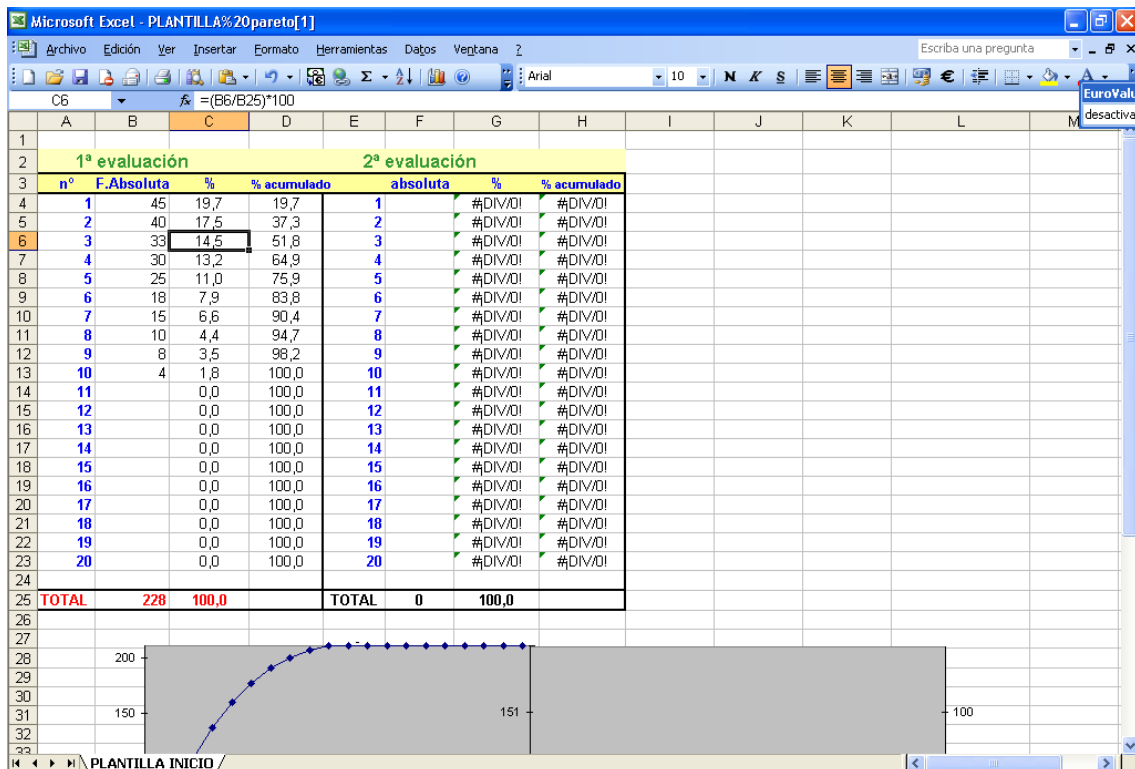 Microsoft Excel - PLANTILLA%20pareto[1]
Archivo Edición Ver Insertar Formato Herramientas Datos Ventana ? Escriba una pregunta
Arial 10 N K S €
EuroValu
C6 fx =(B6/B25)*100 desactiva
A B C D E F G H I J K L M
1
2 1ª evaluación 2ª evaluación
3 nº F.Absoluta % % acumulado absoluta % % acumulado
4 1 45 19,7 19,7 1 #¡DIV/0! #¡DIV/0!
5 2 40 17,5 37,3 2 #¡DIV/0! #¡DIV/0!
6 3 33 14,5 51,8 3 #¡DIV/0! #¡DIV/0!
7 4 30 13,2 64,9 4 #¡DIV/0! #¡DIV/0!
8 5 25 11,0 75,9 5 #¡DIV/0! #¡DIV/0!
9 6 18 7,9 83,8 6 #¡DIV/0! #¡DIV/0!
10 7 15 6,6 90,4 7 #¡DIV/0! #¡DIV/0!
11 8 10 4,4 94,7 8 #¡DIV/0! #¡DIV/0!
12 9 8 3,5 98,2 9 #¡DIV/0! #¡DIV/0!
13 10 4 1,8 100,0 10 #¡DIV/0! #¡DIV/0!
14 11 0,0 100,0 11 #¡DIV/0! #¡DIV/0!
15 12 0,0 100,0 12 #¡DIV/0! #¡DIV/0!
16 13 0,0 100,0 13 #¡DIV/0! #¡DIV/0!
17 14 0,0 100,0 14 #¡DIV/0! #¡DIV/0!
18 15 0,0 100,0 15 #¡DIV/0! #¡DIV/0!
19 16 0,0 100,0 16 #¡DIV/0! #¡DIV/0!
20 17 0,0 100,0 17 #¡DIV/0! #¡DIV/0!
21 18 0,0 100,0 18 #¡DIV/0! #¡DIV/0!
22 19 0,0 100,0 19 #¡DIV/0! #¡DIV/0!
23 20 0,0 100,0 20 #¡DIV/0! #¡DIV/0!
24
25 TOTAL 228 100,0 TOTAL 0 100,0
26
27
28 200
29
30
31 150 151 100
32
33
PLANTILLA INICIO